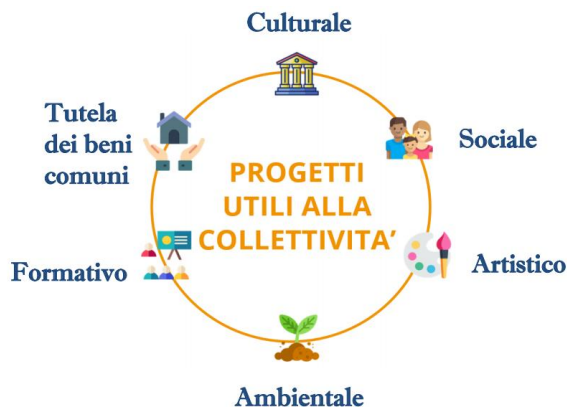 Culturale
Tutela
dei beni
comuni
Sociale
PROGETTI
UTILI ALLA
COLLETTIVITA'
Formativo
Artistico
Ambientale